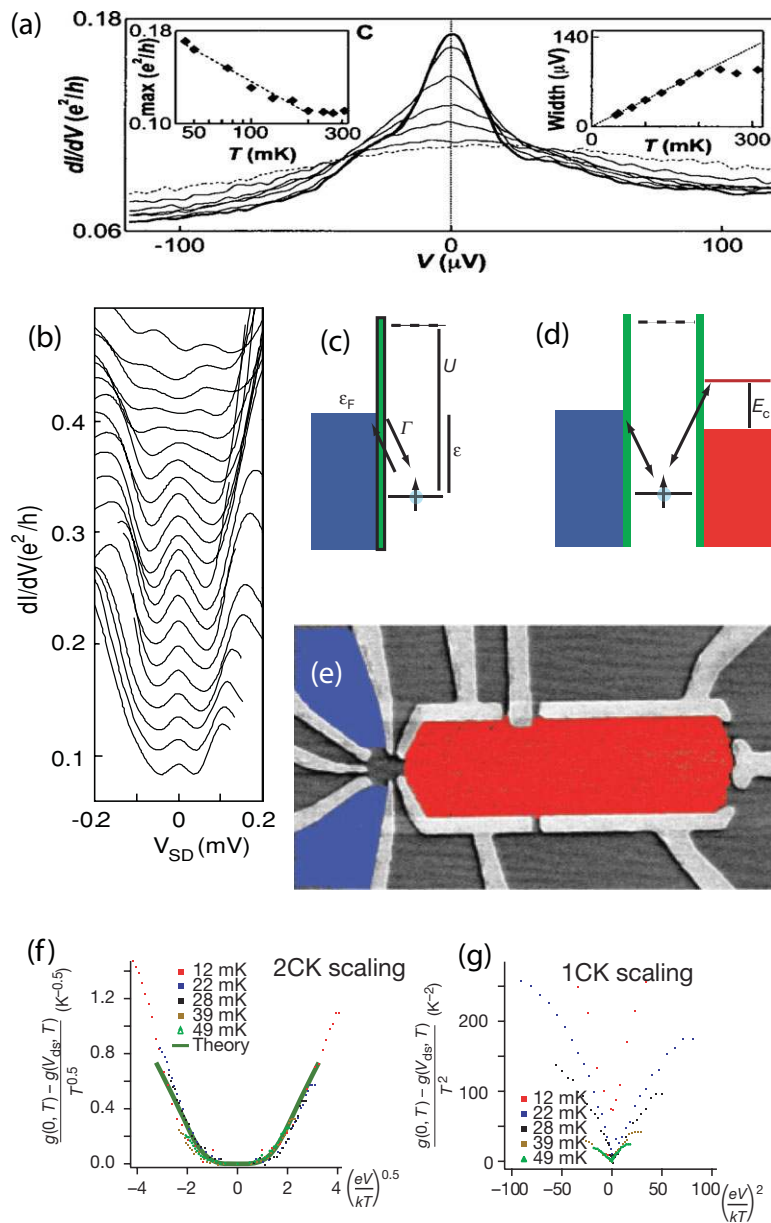 (a)
0.18
C
dI/dV (e²/h)
0.06
-100
0
100
V (μV)
0.18
max (e²/h)
0.10
50
100
300
T (mK)
140
Width (μV)
0
0
300
T (mK)
(b)
dI/dV(e²/h)
0.4
0.3
0.2
0.1
-0.2
0
0.2
V_SD (mV)
(c)
U
ε_F
Γ
ε
(d)
E_c
(e)
(f)
2CK scaling
12 mK
22 mK
28 mK
39 mK
49 mK
Theory
g(0, T) – g(V_ds, T)
T^0.5
(K^-0.5)
1.2
0.8
0.4
0.0
−4
−2
0
2
4
(eV/kT)^0.5
(g)
1CK scaling
g(0, T) – g(V_ds, T)
T²
(K^-2)
200
100
0
12 mK
22 mK
28 mK
39 mK
49 mK
−100
−50
0
50
100
(eV/kT)²